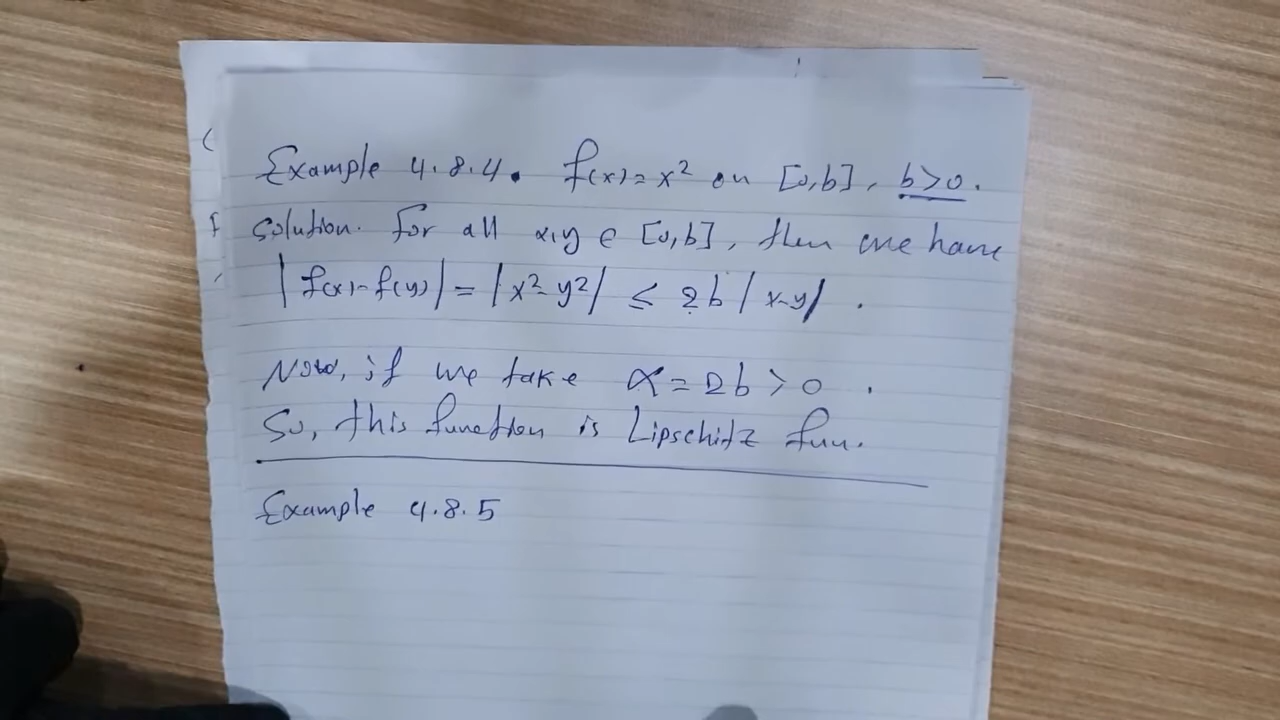 Example 4.8.4. f(x)=x² on [0,b], b>0.
solution. for all x,y ∈ [0,b], then we have
|f(x)-f(y)| = |x²-y²| ≤ 2b |x-y| .
Now, if we take α = 2b > 0 .
So, this function is Lipschitz fun.
Example 4.8.5